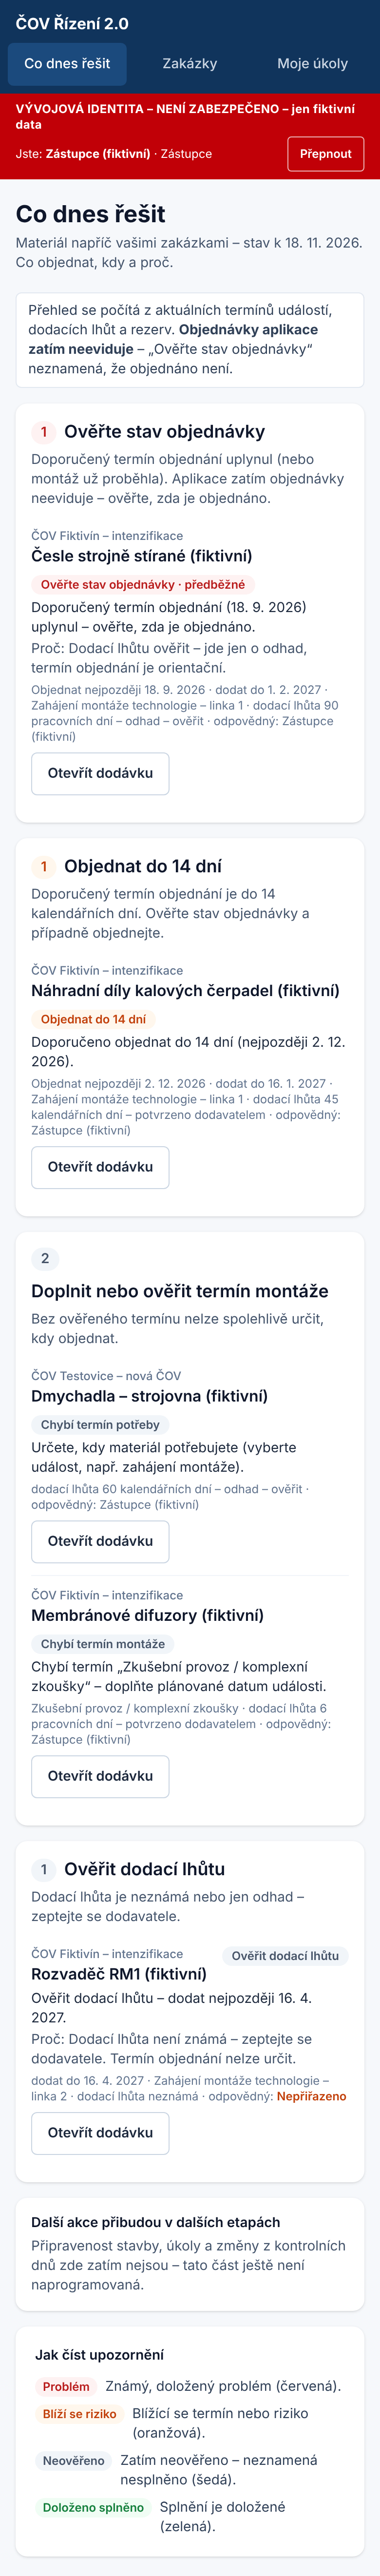 ČOV Řízení 2.0
Co dnes řešit
Zakázky
Moje úkoly
VÝVOJOVÁ IDENTITA – NENÍ ZABEZPEČENO – jen fiktivní
data
Jste: Zástupce (fiktivní) · Zástupce
Přepnout
Co dnes řešit
Materiál napříč vašimi zakázkami – stav k 18. 11. 2026.
Co objednat, kdy a proč.
Přehled se počítá z aktuálních termínů událostí,
dodacích lhůt a rezerv. Objednávky aplikace
zatím neeviduje – „Ověřte stav objednávky“
neznamená, že objednáno není.
1 Ověřte stav objednávky
Doporučený termín objednání uplynul (nebo
montáž už proběhla). Aplikace zatím objednávky
neeviduje – ověřte, zda je objednáno.
ČOV Fiktivín – intenzifikace
Česle strojně stírané (fiktivní)
Ověřte stav objednávky · předběžné
Doporučený termín objednání (18. 9. 2026)
uplynul – ověřte, zda je objednáno.
Proč: Dodací lhůtu ověřit – jde jen o odhad,
termín objednání je orientační.
Objednat nejpozději 18. 9. 2026 · dodat do 1. 2. 2027 ·
Zahájení montáže technologie – linka 1 · dodací lhůta 90
pracovních dní – odhad – ověřit · odpovědný: Zástupce
(fiktivní)
Otevřít dodávku
1 Objednat do 14 dní
Doporučený termín objednání je do 14
kalendářních dní. Ověřte stav objednávky a
případně objednejte.
ČOV Fiktivín – intenzifikace
Náhradní díly kalových čerpadel (fiktivní)
Objednat do 14 dní
Doporučeno objednat do 14 dní (nejpozději 2. 12.
2026).
Objednat nejpozději 2. 12. 2026 · dodat do 16. 1. 2027 ·
Zahájení montáže technologie – linka 1 · dodací lhůta 45
kalendářních dní – potvrzeno dodavatelem · odpovědný:
Zástupce (fiktivní)
Otevřít dodávku
2
Doplnit nebo ověřit termín montáže
Bez ověřeného termínu nelze spolehlivě určit,
kdy objednat.
ČOV Testovice – nová ČOV
Dmychadla – strojovna (fiktivní)
Chybí termín potřeby
Určete, kdy materiál potřebujete (vyberte
událost, např. zahájení montáže).
dodací lhůta 60 kalendářních dní – odhad – ověřit ·
odpovědný: Zástupce (fiktivní)
Otevřít dodávku
ČOV Fiktivín – intenzifikace
Membránové difuzory (fiktivní)
Chybí termín montáže
Chybí termín „Zkušební provoz / komplexní
zkoušky“ – doplňte plánované datum události.
Zkušební provoz / komplexní zkoušky · dodací lhůta 6
pracovních dní – potvrzeno dodavatelem · odpovědný:
Zástupce (fiktivní)
Otevřít dodávku
1 Ověřit dodací lhůtu
Dodací lhůta je neznámá nebo jen odhad –
zeptejte se dodavatele.
ČOV Fiktivín – intenzifikace
Ověřit dodací lhůtu
Rozvaděč RM1 (fiktivní)
Ověřit dodací lhůtu – dodat nejpozději 16. 4.
2027.
Proč: Dodací lhůta není známá – zeptejte se
dodavatele. Termín objednání nelze určit.
dodat do 16. 4. 2027 · Zahájení montáže technologie –
linka 2 · dodací lhůta neznámá · odpovědný: Nepřiřazeno
Otevřít dodávku
Další akce přibudou v dalších etapách
Připravenost stavby, úkoly a změny z kontrolních
dnů zde zatím nejsou – tato část ještě není
naprogramovaná.
Jak číst upozornění
Problém Známý, doložený problém (červená).
Blíží se riziko Blížící se termín nebo riziko
(oranžová).
Neověřeno Zatím neověřeno – neznamená
nesplněno (šedá).
Doloženo splněno Splnění je doložené
(zelená).